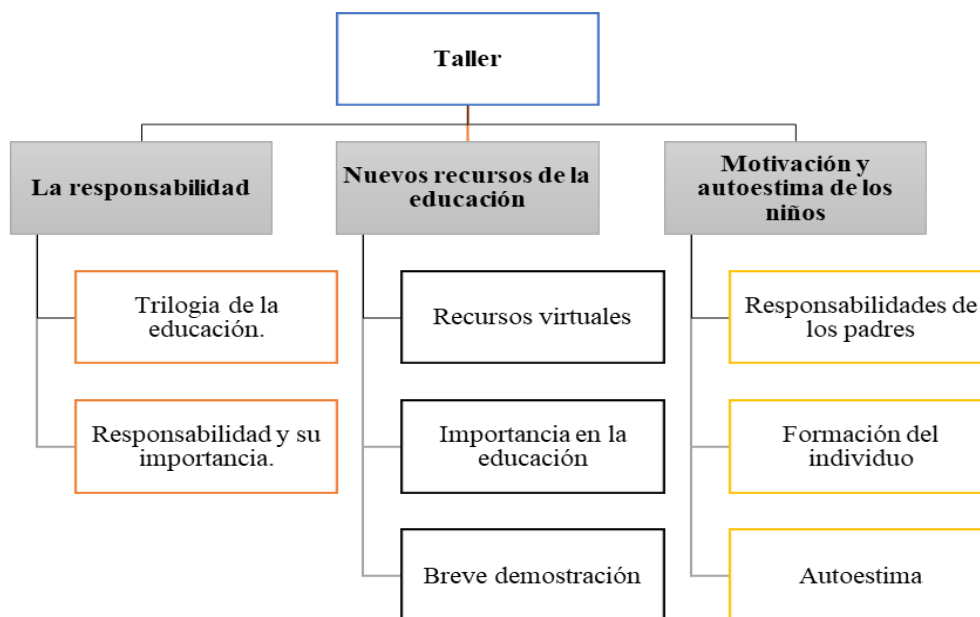 Taller
La responsabilidad
Trilogia de la
educación.
Responsabilidad y su
importancia.
Nuevos recursos de la
educación
Recursos virtuales
Importancia en la
educación
Breve demostración
Motivación y
autoestima de los
niños
Responsabilidades de
los padres
Formación del
individuo
Autoestima